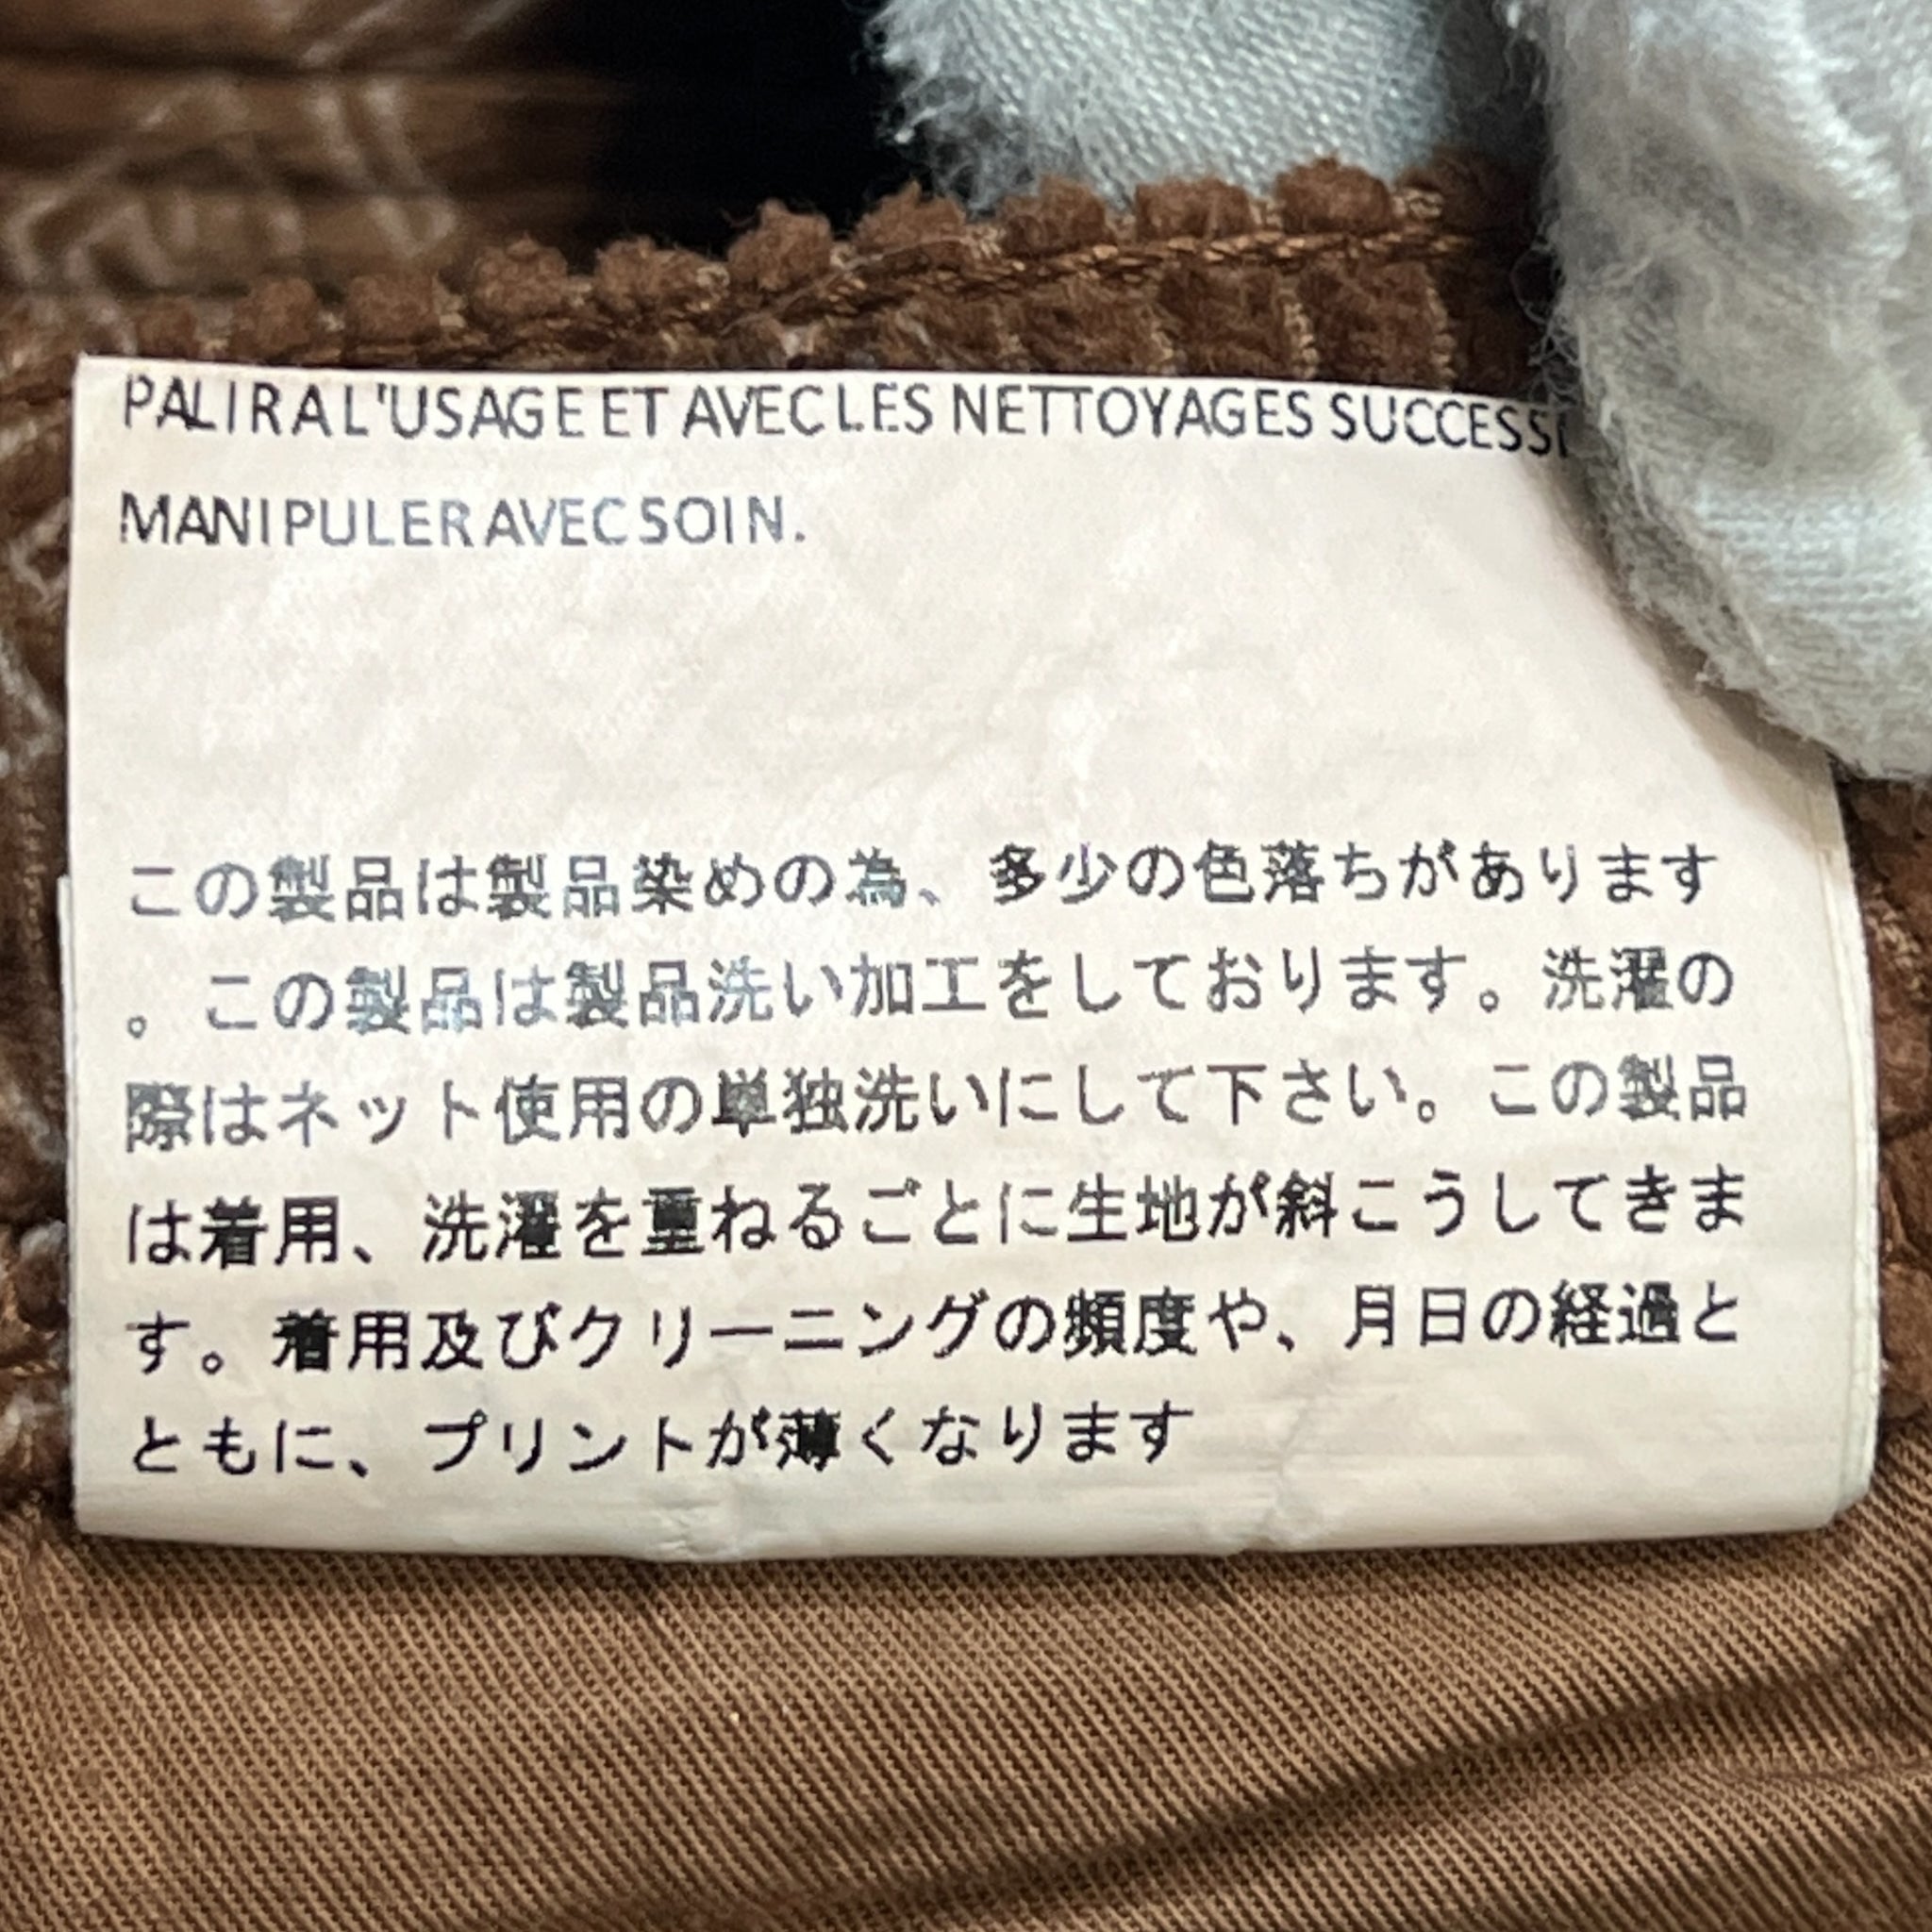 PALIRA L'USAGE ET AVEC LES NETTOYAGES
MANIPULER AVEC SOIN.
この製品は製品染めの為、多少の色落ちがあります
。この製品は製品洗い加工をしております。洗濯の
際はネット使用の単独洗いにして下さい。この製品
は着用、洗濯を重ねるごとに生地が斜こうしてきま
す。着用及びクリーニングの頻度や、月日の経過と
ともに、プリントが薄くなります